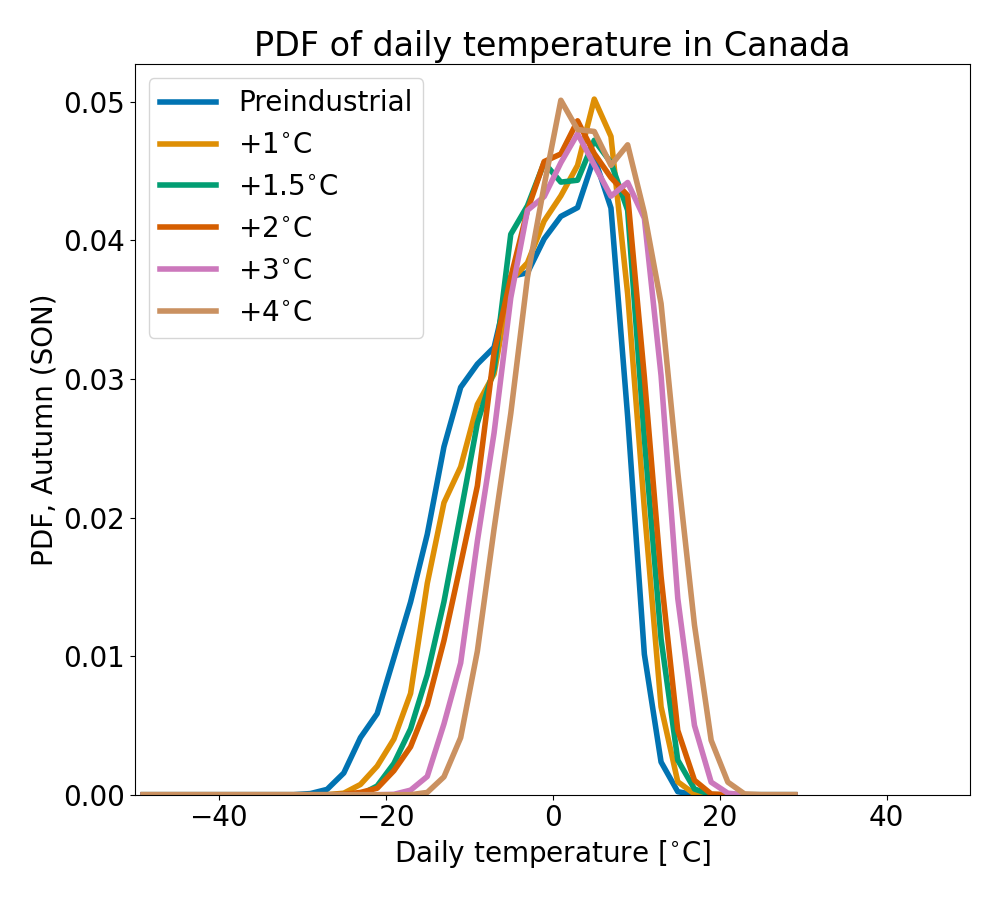 PDF of daily temperature in Canada
Preindustrial
+1°C
+1.5°C
+2°C
+3°C
+4°C
PDF, Autumn (SON)
0.05
0.04
0.03
0.02
0.01
0.00
−40 −20 0 20 40
Daily temperature [°C]